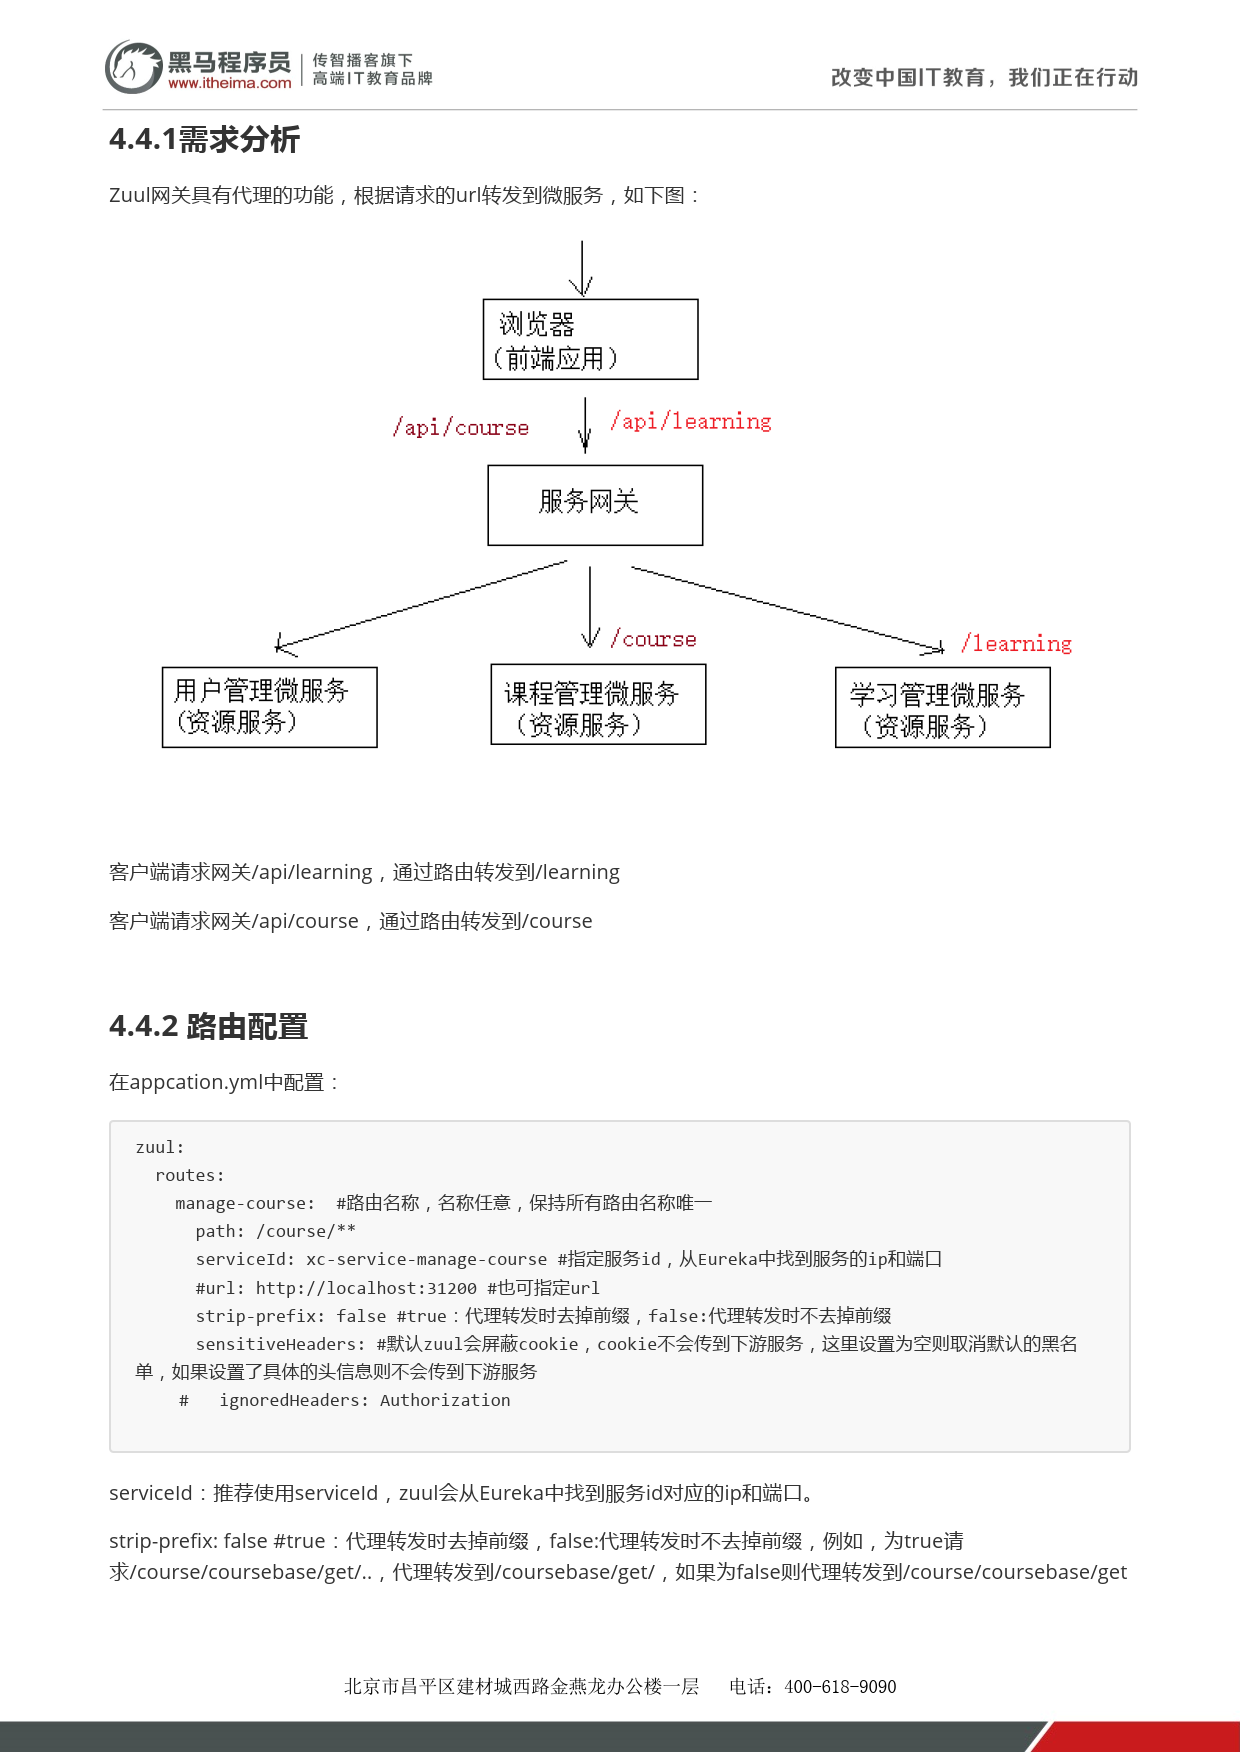 黑马程序员
www.itheima.com
传智播客旗下
高端IT教育品牌
改变中国IT教育，我们正在行动
4.4.1需求分析
Zuul网关具有代理的功能，根据请求的url转发到微服务，如下图：
浏览器
（前端应用）
/api/course
/api/learning
服务网关
/course
/learning
用户管理微服务
(资源服务)
课程管理微服务
（资源服务）
学习管理微服务
（资源服务）
客户端请求网关/api/learning，通过路由转发到/learning
客户端请求网关/api/course，通过路由转发到/course
4.4.2 路由配置
在appcation.yml中配置：
zuul:
  routes:
    manage-course:  #路由名称，名称任意，保持所有路由名称唯一
      path: /course/**
      serviceId: xc-service-manage-course #指定服务id，从Eureka中找到服务的ip和端口
      #url: http://localhost:31200 #也可指定url
      strip-prefix: false #true：代理转发时去掉前缀，false:代理转发时不去掉前缀
      sensitiveHeaders: #默认zuul会屏蔽cookie，cookie不会传到下游服务，这里设置为空则取消默认的黑名
单，如果设置了具体的头信息则不会传到下游服务
    #   ignoredHeaders: Authorization
serviceId：推荐使用serviceId，zuul会从Eureka中找到服务id对应的ip和端口。
strip-prefix: false #true：代理转发时去掉前缀，false:代理转发时不去掉前缀，例如，为true请
求/course/coursebase/get/..，代理转发到/coursebase/get/，如果为false则代理转发到/course/coursebase/get
北京市昌平区建材城西路金燕龙办公楼一层 电话：400-618-9090